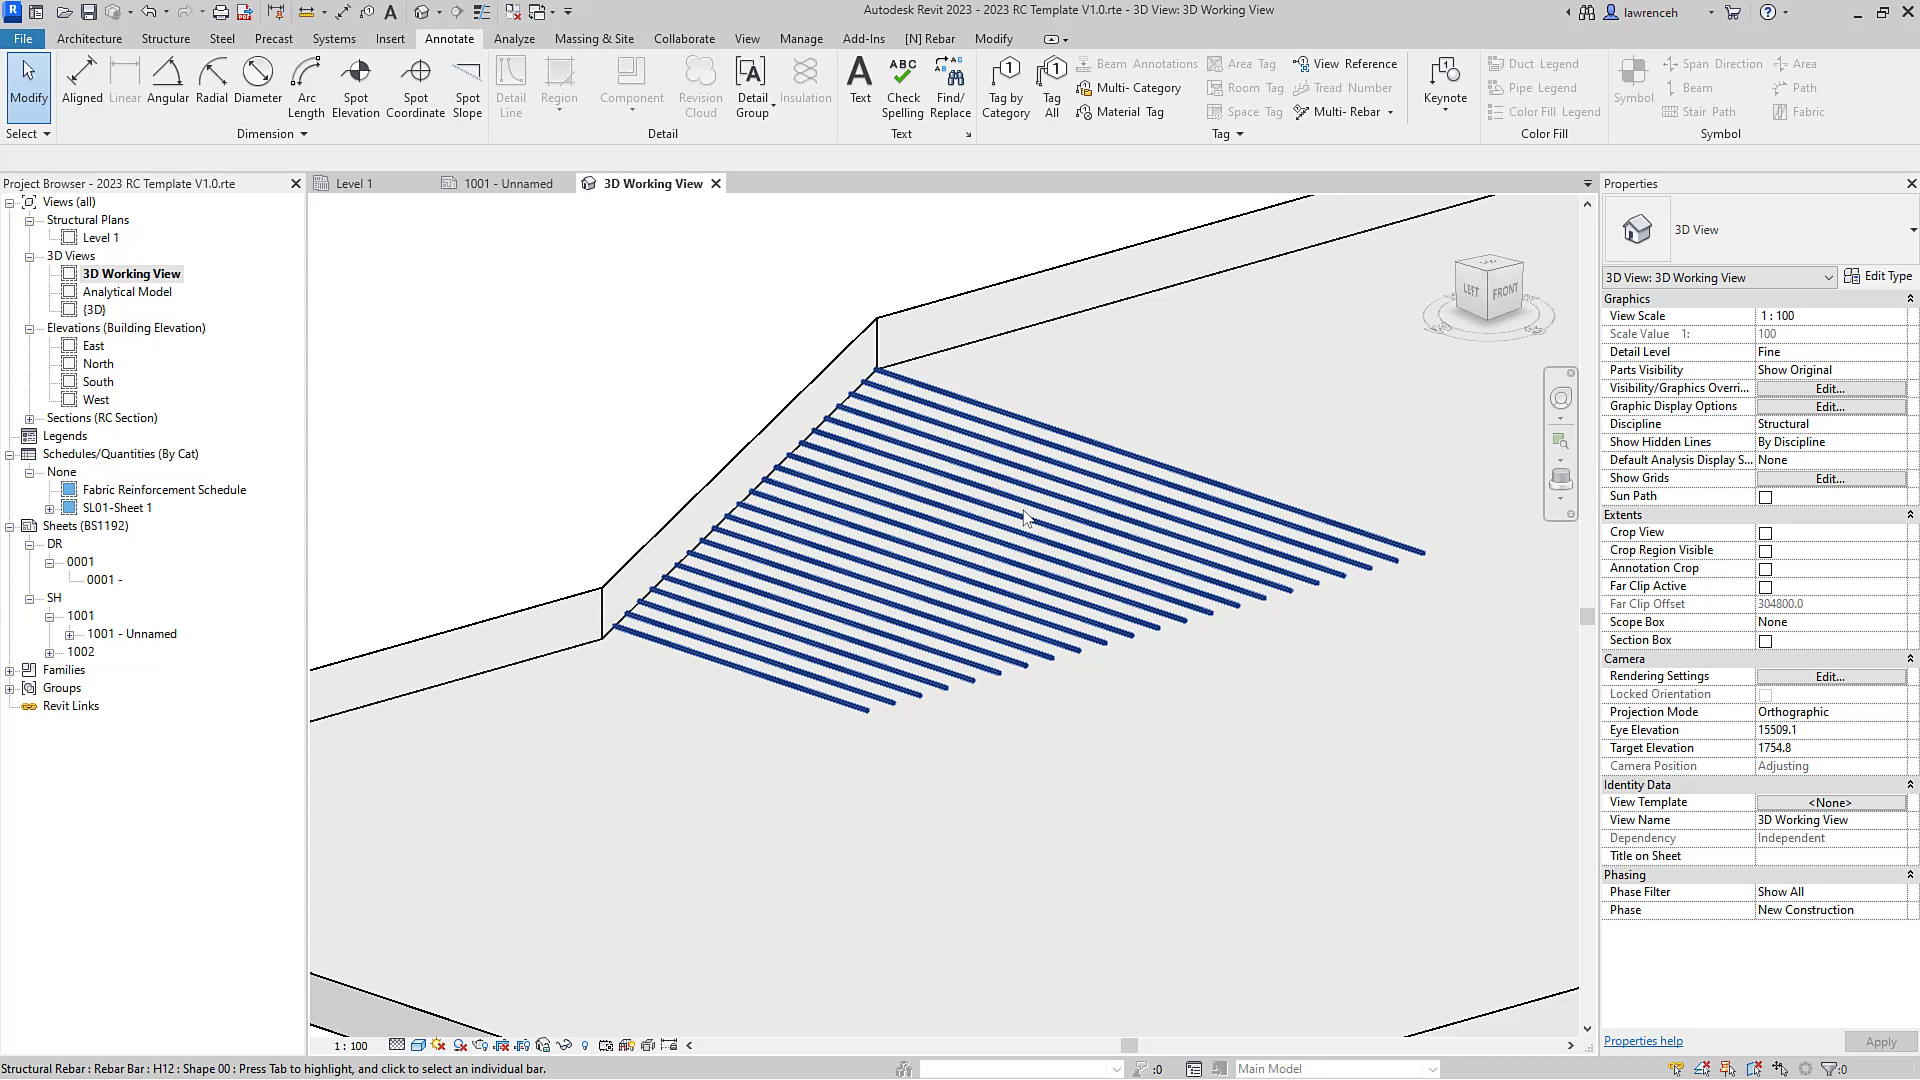 Autodesk Revit 2023 - 2023 RC Template V1.0.rte - 3D View: 3D Working View
lawrenceh
File Architecture Structure Steel Precast Systems Insert Annotate Analyze Massing & Site Collaborate View Manage Add-Ins [N] Rebar Modify
Modify
Aligned Linear Angular Radial Diameter Arc Length Spot Elevation Spot Coordinate Spot Slope
Detail Line Region Component Revision Cloud Detail Group Insulation
Text Check Spelling Find/ Replace
Tag by Category Tag All
Beam Annotations Area Tag View Reference
Multi- Category Room Tag Tread Number
Material Tag Space Tag Multi- Rebar
Keynote
Duct Legend
Pipe Legend
Color Fill Legend
Symbol
Span Direction Area
Beam Path
Stair Path Fabric
Select Dimension Detail Text Tag Color Fill Symbol
Project Browser - 2023 RC Template V1.0.rte
Level 1 1001 - Unnamed 3D Working View
Views (all)
Structural Plans
Level 1
3D Views
3D Working View
Analytical Model
{3D}
Elevations (Building Elevation)
East
North
South
West
Sections (RC Section)
Legends
Schedules/Quantities (By Cat)
None
Fabric Reinforcement Schedule
SL01-Sheet 1
Sheets (BS1192)
DR
0001
0001 -
SH
1001
1001 - Unnamed
1002
Families
Groups
Revit Links
LEFT FRONT
Properties
3D View
3D View: 3D Working View Edit Type
Graphics
View Scale 1 : 100
Scale Value 1: 100
Detail Level Fine
Parts Visibility Show Original
Visibility/Graphics Overri... Edit...
Graphic Display Options Edit...
Discipline Structural
Show Hidden Lines By Discipline
Default Analysis Display S... None
Show Grids Edit...
Sun Path
Extents
Crop View
Crop Region Visible
Annotation Crop
Far Clip Active
Far Clip Offset 304800.0
Scope Box None
Section Box
Camera
Rendering Settings Edit...
Locked Orientation
Projection Mode Orthographic
Eye Elevation 15509.1
Target Elevation 1754.8
Camera Position Adjusting
Identity Data
View Template <None>
View Name 3D Working View
Dependency Independent
Title on Sheet
Phasing
Phase Filter Show All
Phase New Construction
Properties help Apply
1 : 100
Structural Rebar : Rebar Bar : H12 : Shape 00 : Press Tab to highlight, and click to select an individual bar.
:0 Main Model :0